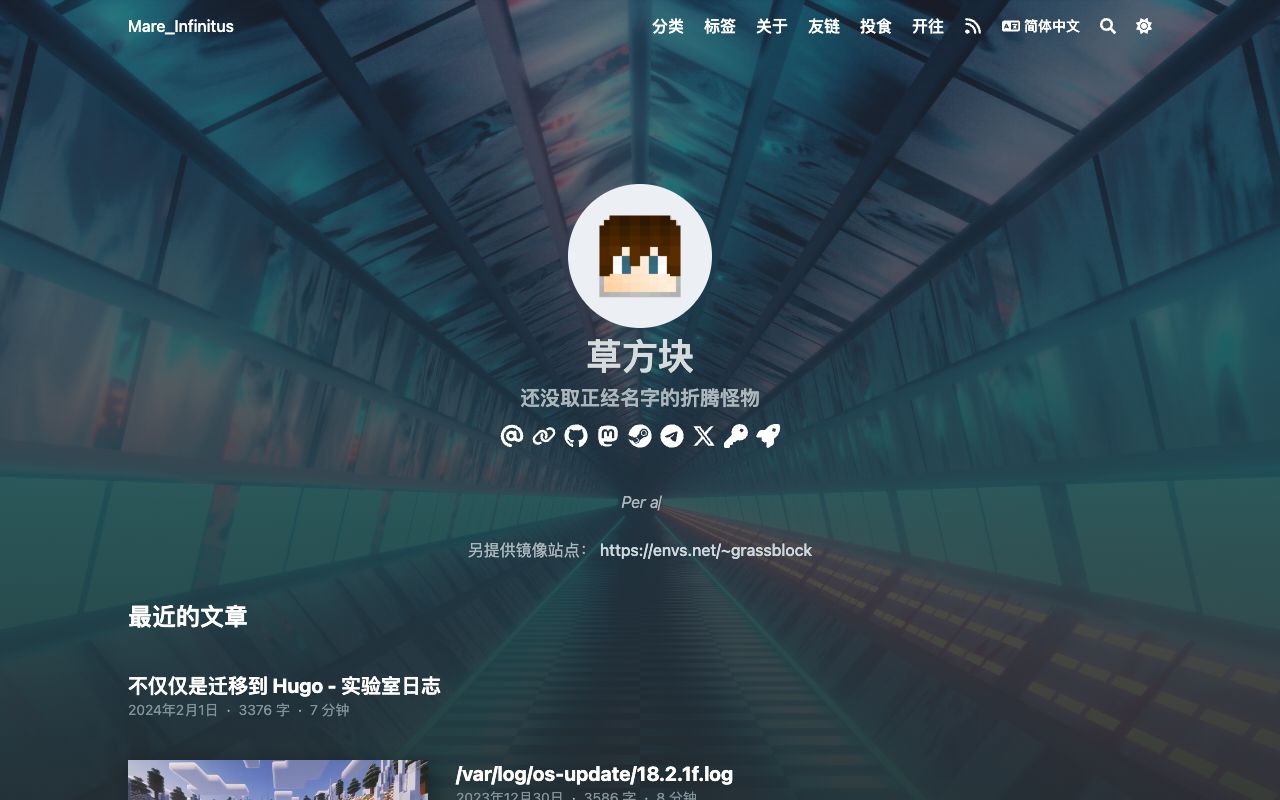 Mare_Infinitus
分类 标签 关于 友链 投食 开往 简体中文
草方块
还没取正经名字的折腾怪物
Per a
另提供镜像站点： https://envs.net/~grassblock
最近的文章
不仅仅是迁移到 Hugo - 实验室日志
2024年2月1日 · 3376 字 · 7 分钟
/var/log/os-update/18.2.1f.log
2023年12月30日 · 3586 字 · 8 分钟